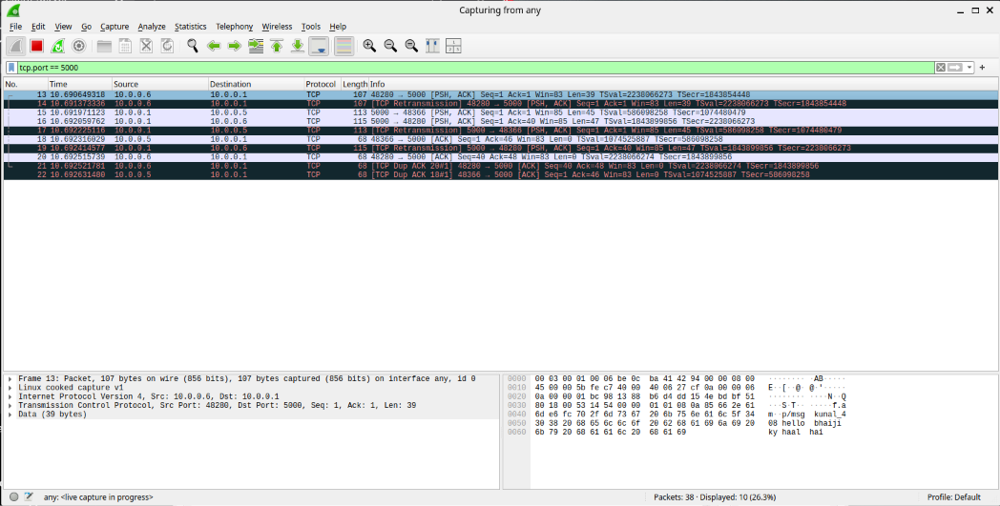 Capturing from any
File Edit View Go Capture Analyze Statistics Telephony Wireless Tools Help
tcp.port == 5000
No. Time Source Destination Protocol Length Info
13 10.690649318 10.0.0.6 10.0.0.1 TCP 107 48280 → 5000 [PSH, ACK] Seq=1 Ack=1 Win=83 Len=39 TSval=2238066273 TSecr=1843854448
14 10.691373336 10.0.0.6 10.0.0.1 TCP 107 [TCP Retransmission] 48280 → 5000 [PSH, ACK] Seq=1 Ack=1 Win=83 Len=39 TSval=2238066273 TSecr=1843854448
15 10.691971123 10.0.0.1 10.0.0.5 TCP 113 5000 → 48366 [PSH, ACK] Seq=1 Ack=1 Win=85 Len=45 TSval=586098258 TSecr=1074480479
16 10.692059762 10.0.0.1 10.0.0.6 TCP 115 5000 → 48280 [PSH, ACK] Seq=1 Ack=40 Win=85 Len=47 TSval=1843899856 TSecr=2238066273
17 10.692225116 10.0.0.1 10.0.0.5 TCP 113 [TCP Retransmission] 5000 → 48366 [PSH, ACK] Seq=1 Ack=1 Win=85 Len=45 TSval=586098258 TSecr=1074480479
18 10.692316029 10.0.0.5 10.0.0.1 TCP 68 48366 → 5000 [ACK] Seq=1 Ack=46 Win=83 Len=0 TSval=1074525887 TSecr=586098258
19 10.692414577 10.0.0.1 10.0.0.6 TCP 115 [TCP Retransmission] 5000 → 48280 [PSH, ACK] Seq=1 Ack=40 Win=85 Len=47 TSval=1843899856 TSecr=2238066273
20 10.692515739 10.0.0.6 10.0.0.1 TCP 68 48280 → 5000 [ACK] Seq=40 Ack=48 Win=83 Len=0 TSval=2238066274 TSecr=1843899856
21 10.692521781 10.0.0.6 10.0.0.1 TCP 68 [TCP Dup ACK 20#1] 48280 → 5000 [ACK] Seq=40 Ack=48 Win=83 Len=0 TSval=2238066274 TSecr=1843899856
22 10.692631480 10.0.0.5 10.0.0.1 TCP 68 [TCP Dup ACK 18#1] 48366 → 5000 [ACK] Seq=1 Ack=46 Win=83 Len=0 TSval=1074525887 TSecr=586098258
Frame 13: Packet, 107 bytes on wire (856 bits), 107 bytes captured (856 bits) on interface any, id 0
Linux cooked capture v1
Internet Protocol Version 4, Src: 10.0.0.6, Dst: 10.0.0.1
Transmission Control Protocol, Src Port: 48280, Dst Port: 5000, Seq: 1, Ack: 1, Len: 39
Data (39 bytes)
0000 00 03 00 01 00 06 be 0c ba 41 42 94 00 00 08 00 ········ ·AB·····
0010 45 00 00 5b fe c7 40 00 40 06 27 cf 0a 00 00 06 E··[··@· @·'·····
0020 0a 00 00 01 bc 98 13 88 b6 d4 dd 15 4e bd bf 51 ········ ····N··Q
0030 80 18 00 53 14 54 00 00 01 01 08 0a 85 66 2e 61 ···S·T·· ·····f.a
0040 6d e6 fc 70 2f 6d 73 67 20 6b 75 6e 61 6c 5f 34 m··p/msg kunal_4
0050 30 38 20 68 65 6c 6c 6f 20 62 68 61 69 6a 69 20 08 hello bhaiji
0060 6b 79 20 68 61 61 6c 20 68 61 69 ky haal hai
any: <live capture in progress>
Packets: 38 · Displayed: 10 (26.3%)
Profile: Default